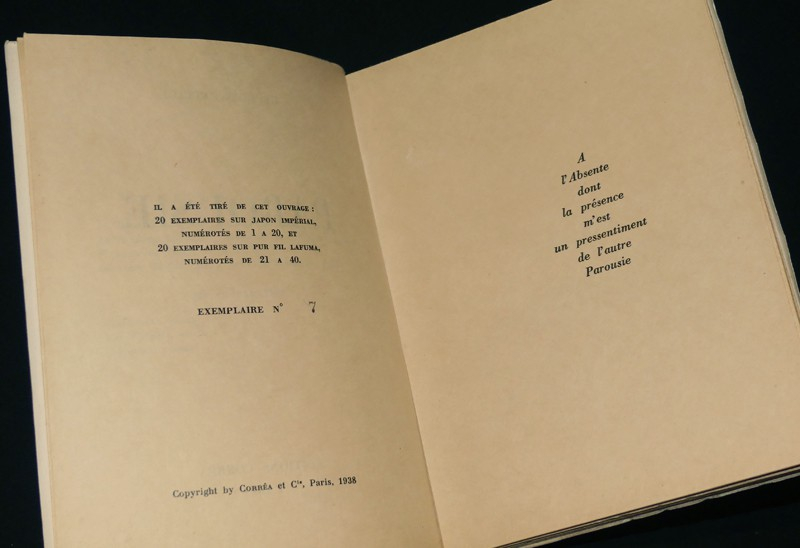 IL A ÉTÉ TIRÉ DE CET OUVRAGE :
20 EXEMPLAIRES SUR JAPON IMPÉRIAL,
NUMÉROTÉS DE 1 A 20, ET
20 EXEMPLAIRES SUR PUR FIL LAFUMA,
NUMÉROTÉS DE 21 A 40.
EXEMPLAIRE N° 7
Copyright by CORRÊA et Cie, Paris, 1938
A
l'Absente
dont
la présence
m'est
un pressentiment
de l'autre
Parousie